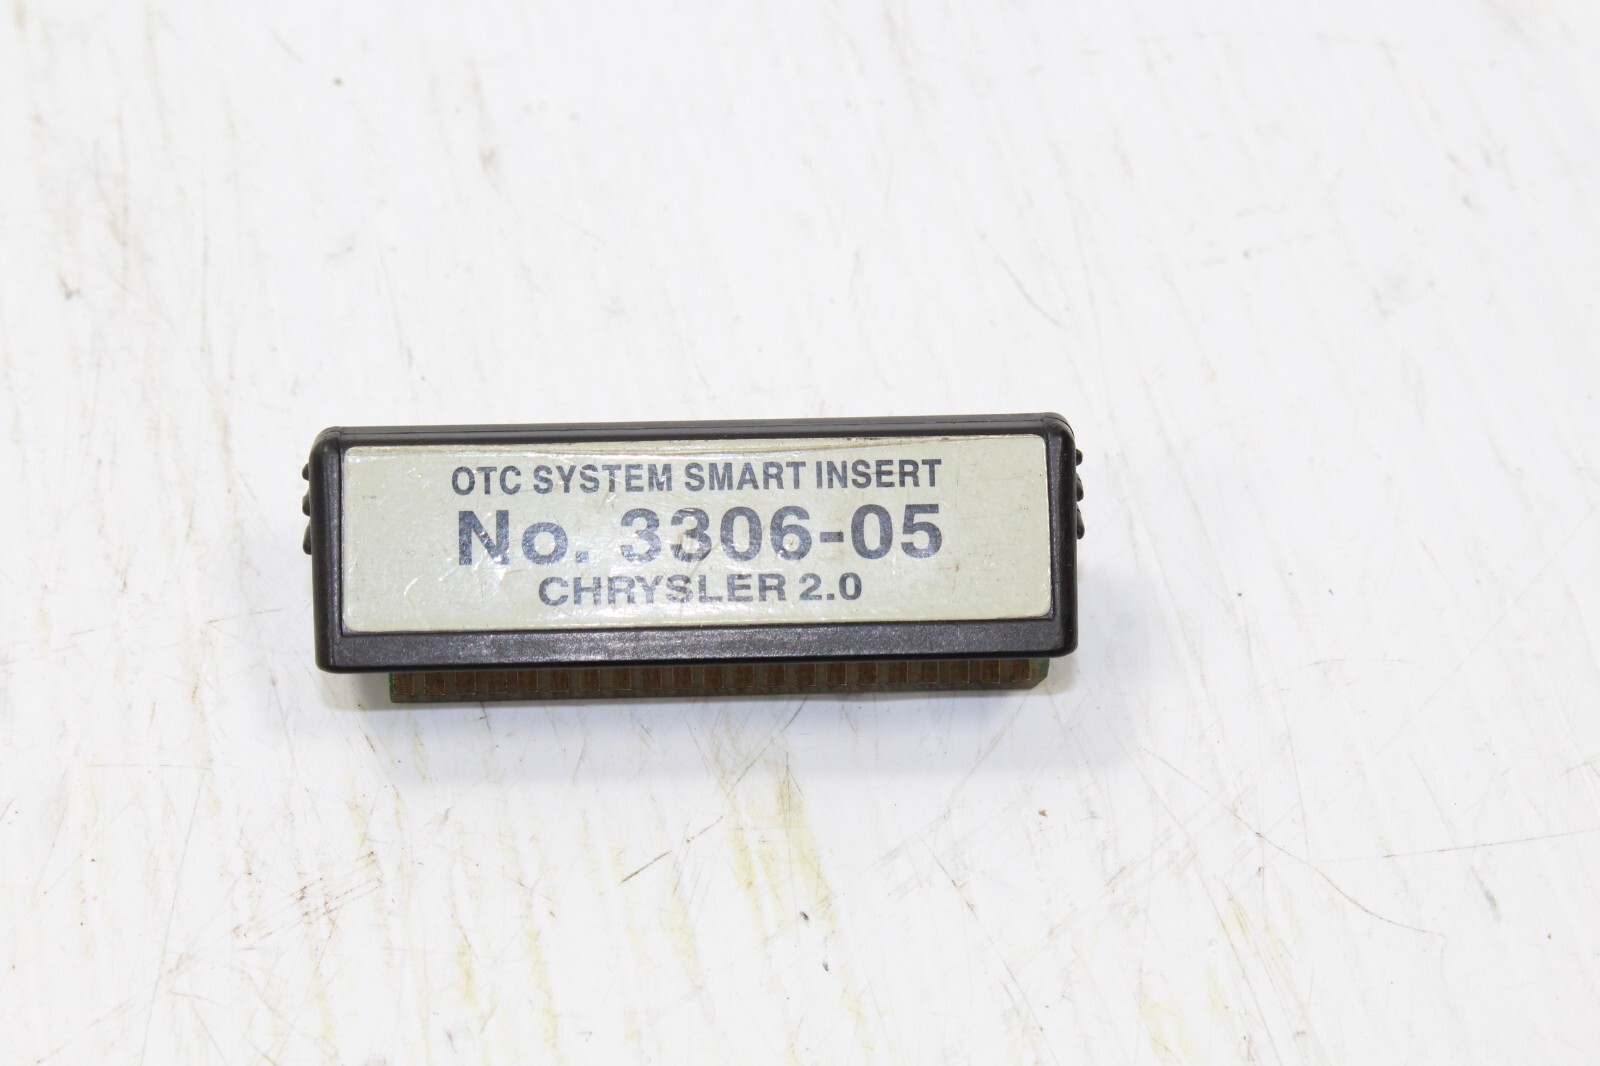 OTC SYSTEM SMART INSERT
No. 3306-05
CHRYSLER 2.0